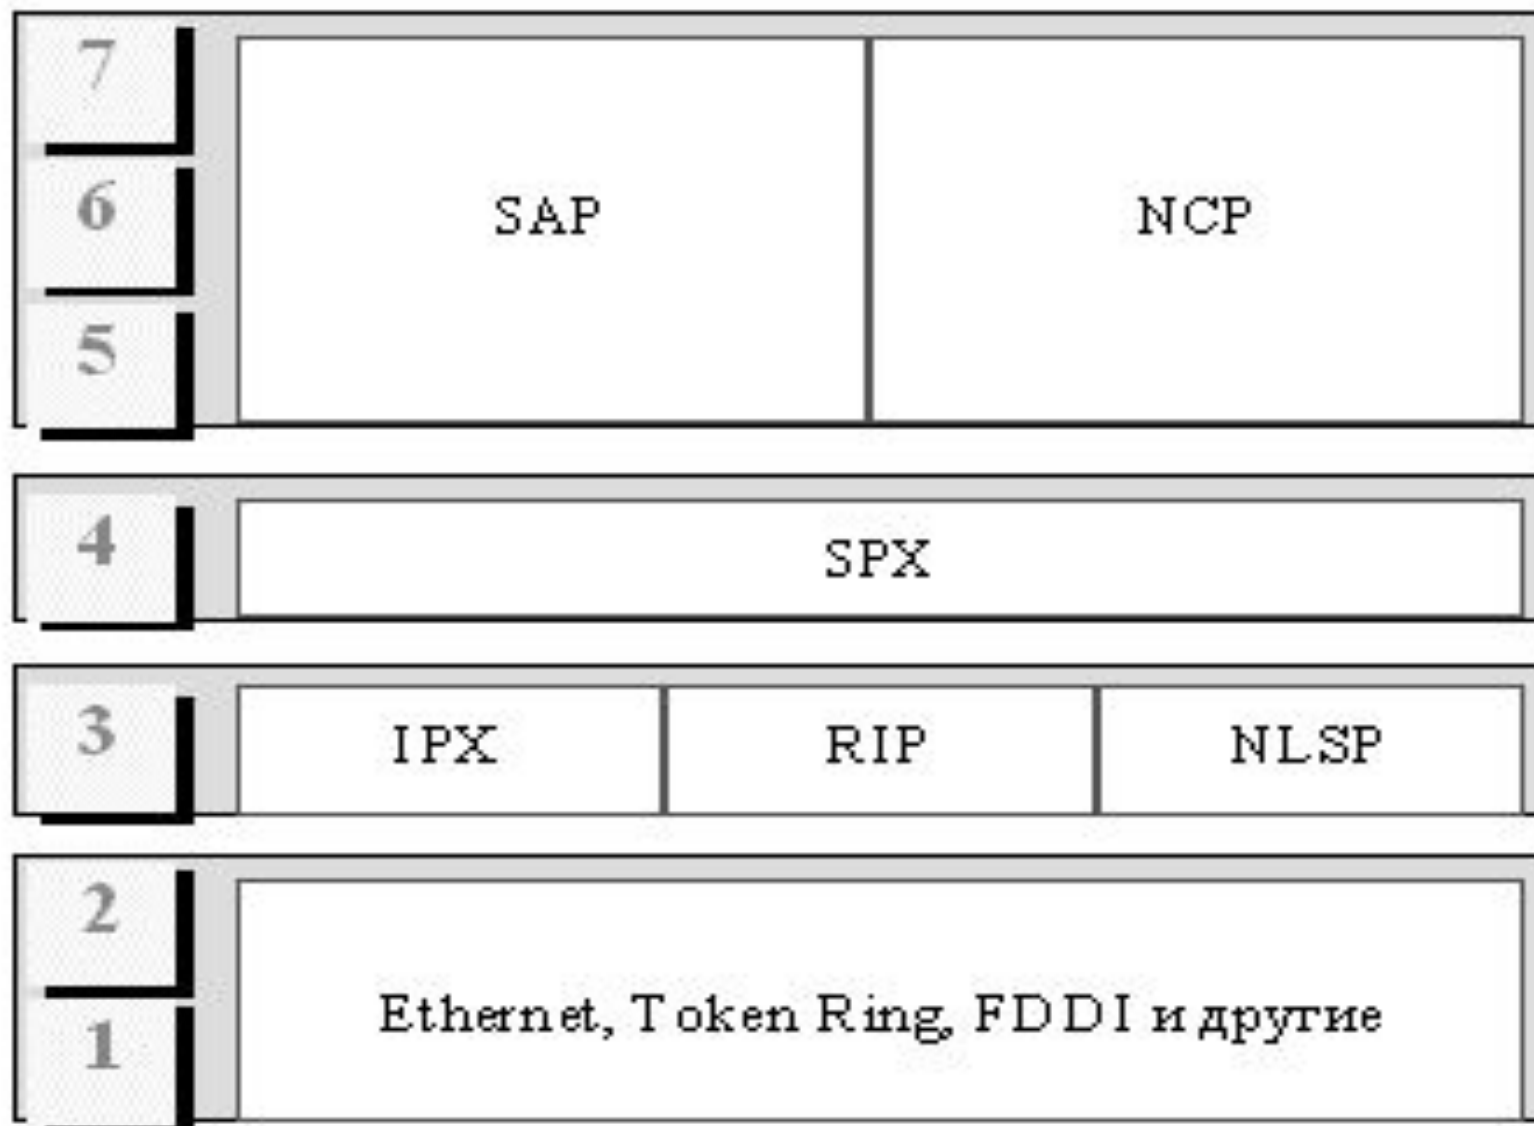 7
6
SAP NCP
5
4
SPX
3
IPX RIP NLSP
2
Ethernet, Token Ring, FDDI и другие
1